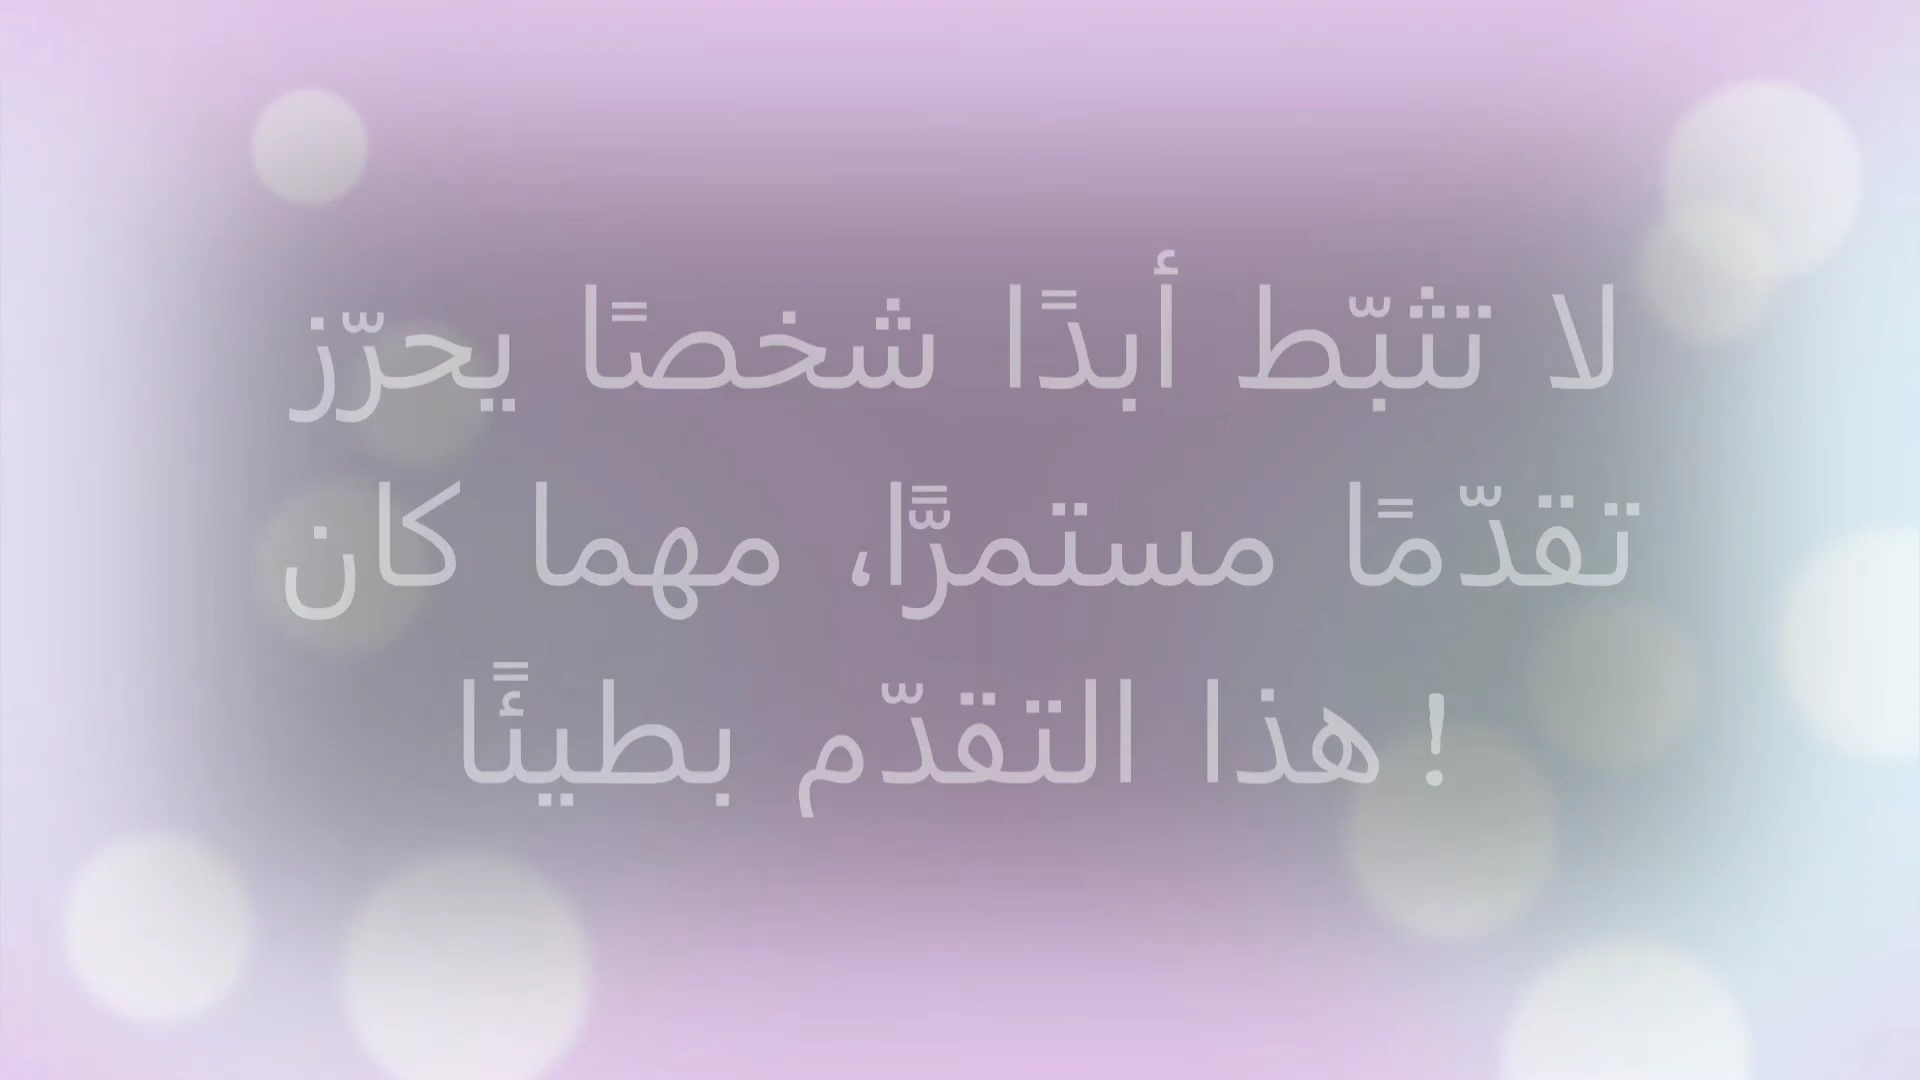 لا تثبّط أبدًا شخصًا يحرّز
تقدّمًا مستمرًّا، مهما كان
! هذا التقدّم بطيئًا